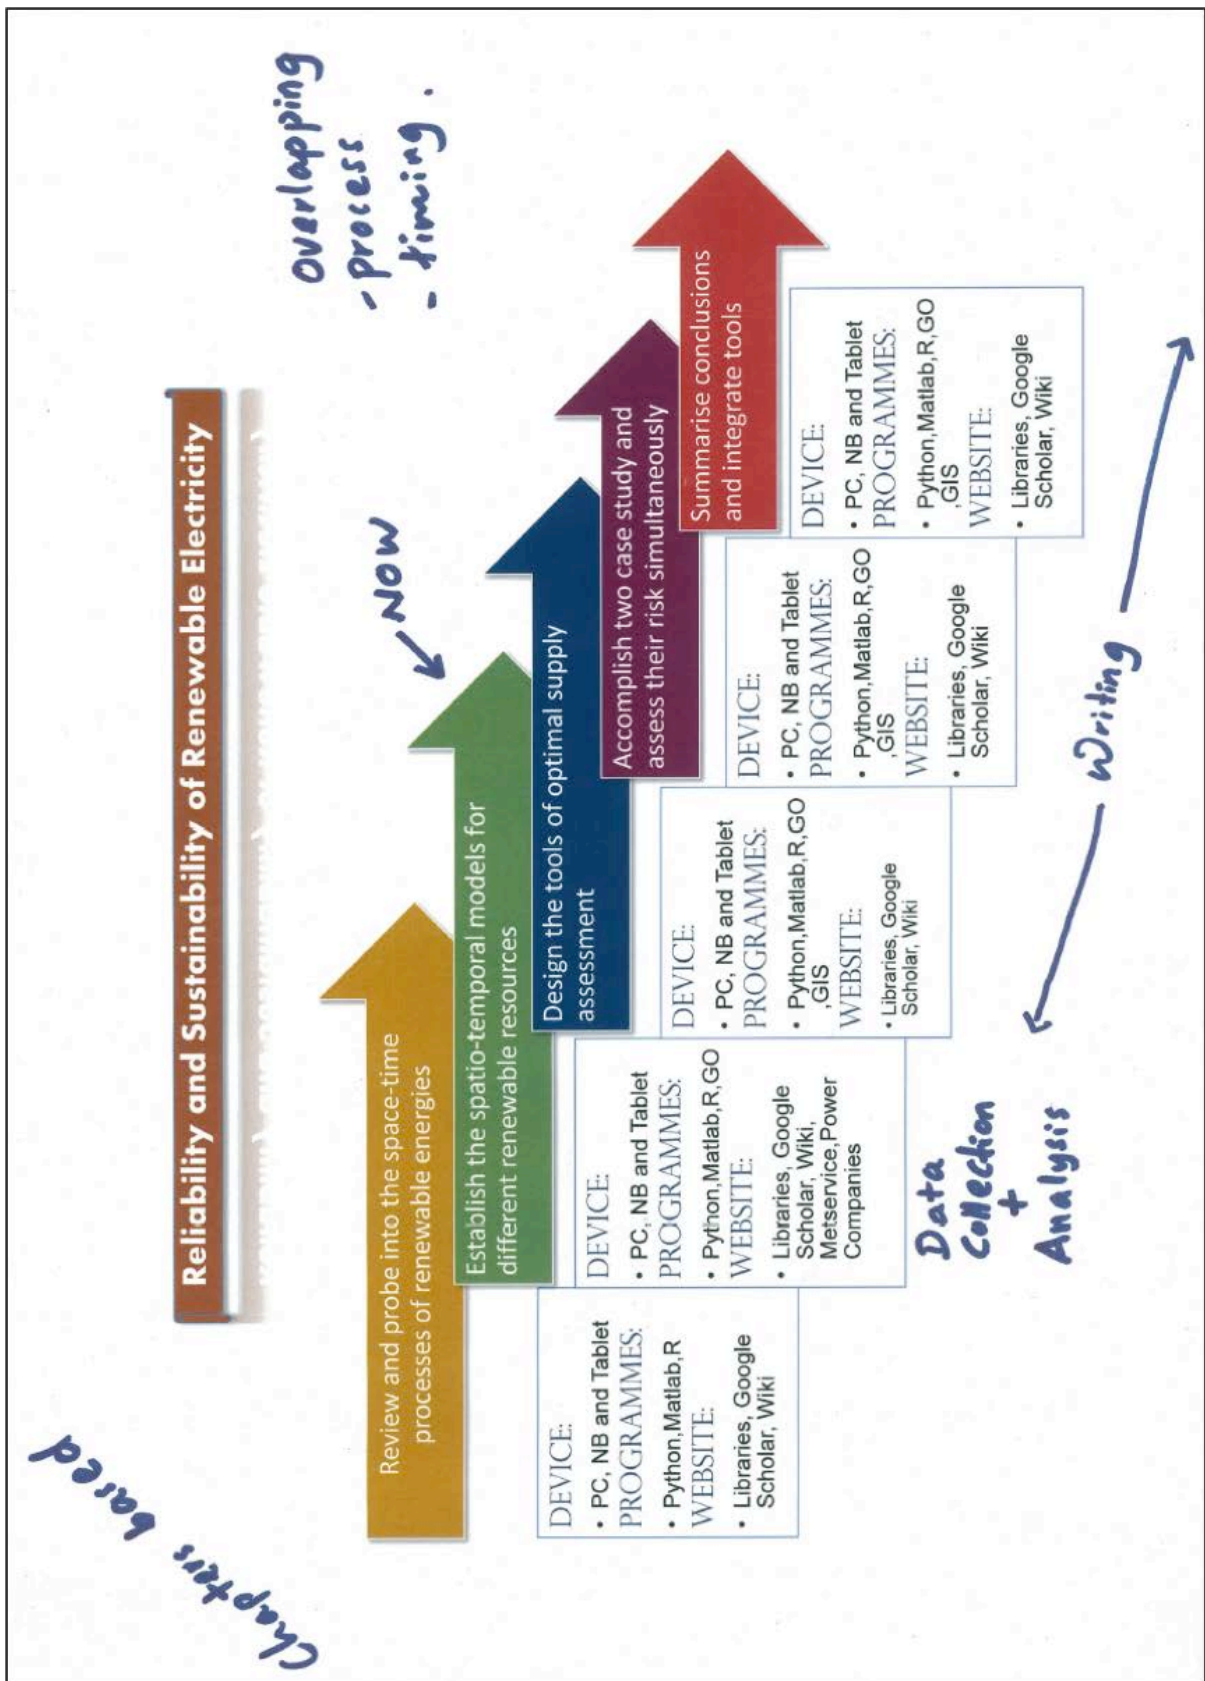 Chapters based
Reliability and Sustainability of Renewable Electricity
overlapping
- process
- timing.
Review and probe into the space-time
processes of renewable energies
DEVICE:
• PC, NB and Tablet
PROGRAMMES:
• Python,Matlab,R
WEBSITE:
• Libraries, Google
Scholar, Wiki
NOW
Establish the spatio-temporal models for
different renewable resources
DEVICE:
• PC, NB and Tablet
PROGRAMMES:
• Python,Matlab,R,GO
WEBSITE:
• Libraries, Google
Scholar, Wiki,
Metservice,Power
Companies
Design the tools of optimal supply
assessment
DEVICE:
• PC, NB and Tablet
PROGRAMMES:
• Python,Matlab,R,GO
,GIS
WEBSITE:
• Libraries, Google
Scholar, Wiki
Accomplish two case study and
assess their risk simultaneously
DEVICE:
• PC, NB and Tablet
PROGRAMMES:
• Python,Matlab,R,GO
,GIS
WEBSITE:
• Libraries, Google
Scholar, Wiki
Summarise conclusions
and integrate tools
DEVICE:
• PC, NB and Tablet
PROGRAMMES:
• Python,Matlab,R,GO
,GIS
WEBSITE:
• Libraries, Google
Scholar, Wiki
Data
Collection
+
Analysis
Writing